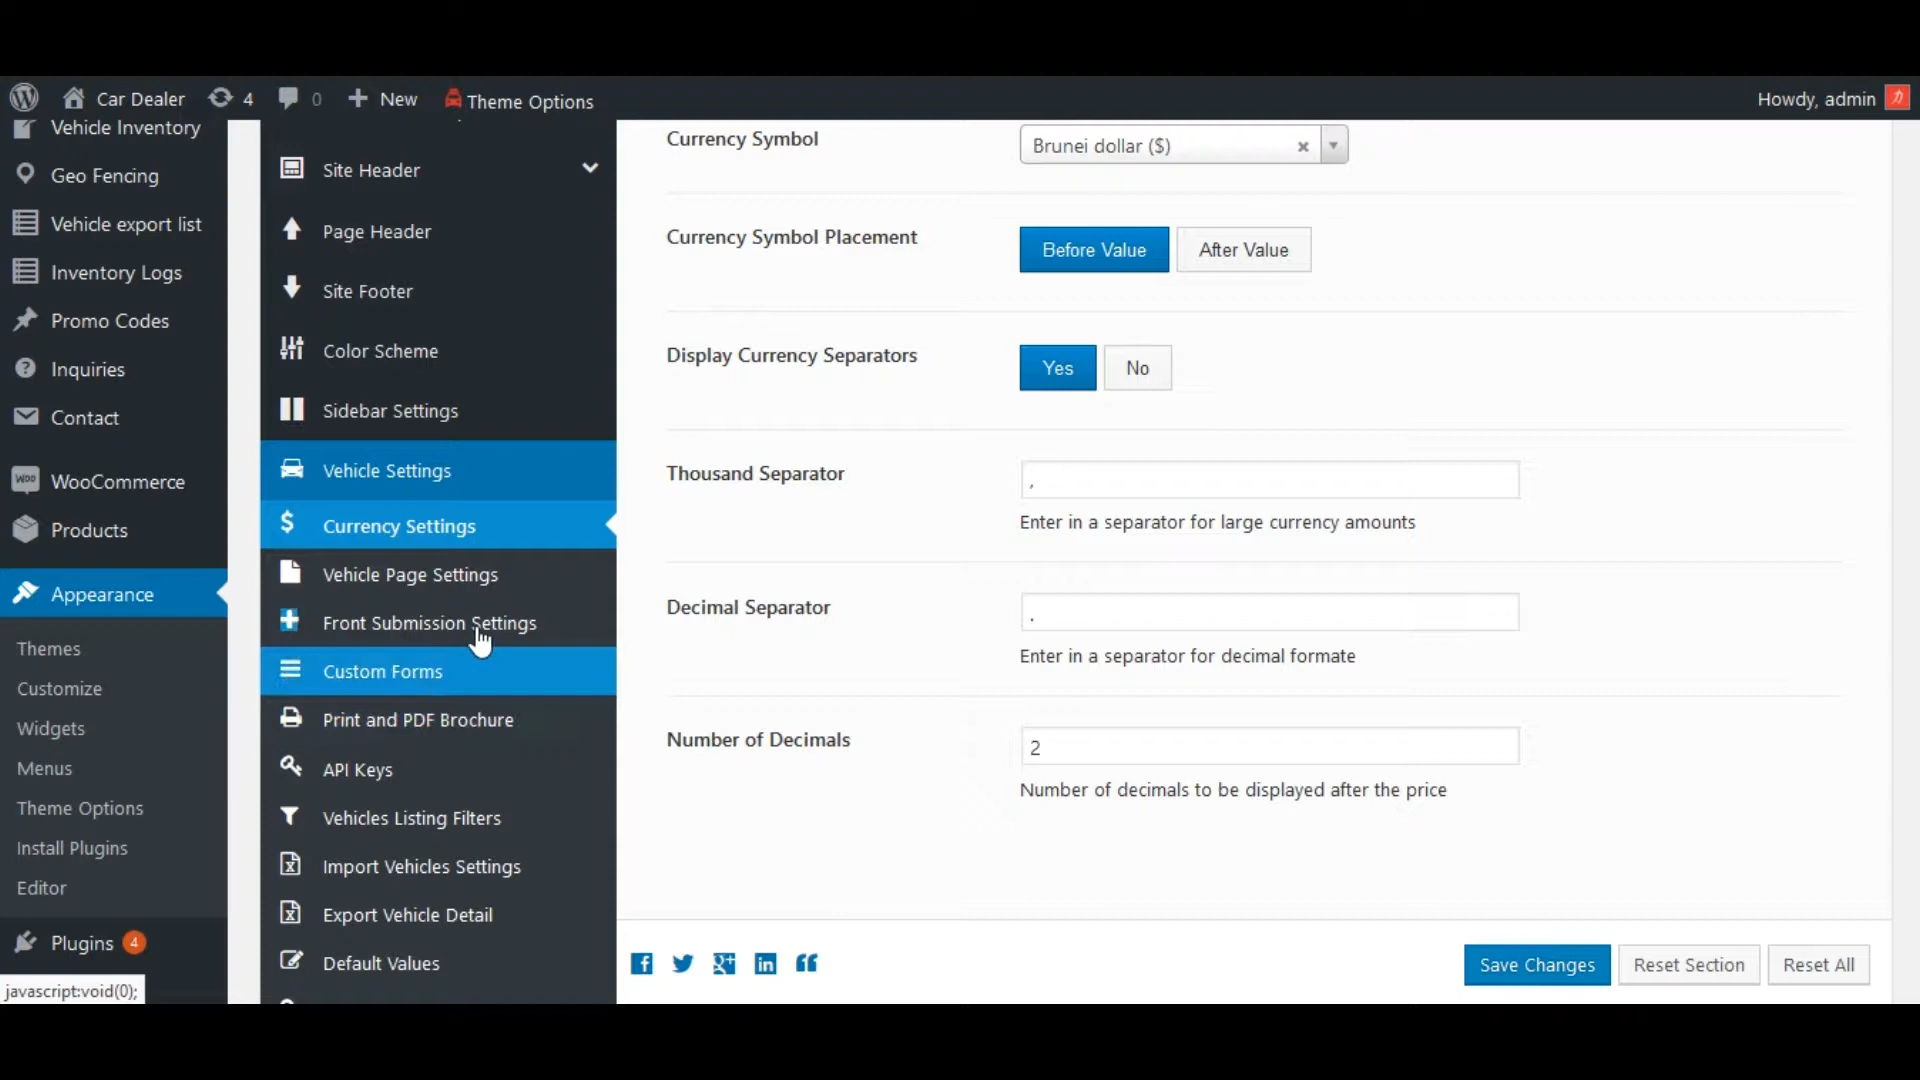 Car Dealer
4
0
New
Theme Options
Howdy, admin
Vehicle Inventory
Geo Fencing
Vehicle export list
Inventory Logs
Promo Codes
Inquiries
Contact
WOO
WooCommerce
Products
Appearance
Themes
Customize
Widgets
Menus
Theme Options
Install Plugins
Editor
Plugins 4
javascript:void(0);
Site Header
Page Header
Site Footer
Color Scheme
Sidebar Settings
Vehicle Settings
$ Currency Settings
Vehicle Page Settings
Front Submission Settings
Custom Forms
Print and PDF Brochure
API Keys
Vehicles Listing Filters
Import Vehicles Settings
Export Vehicle Detail
Default Values
Currency Symbol
Brunei dollar ($)
Currency Symbol Placement
Before Value
After Value
Display Currency Separators
Yes
No
Thousand Separator
,
Enter in a separator for large currency amounts
Decimal Separator
.
Enter in a separator for decimal formate
Number of Decimals
2
Number of decimals to be displayed after the price
Save Changes
Reset Section
Reset All